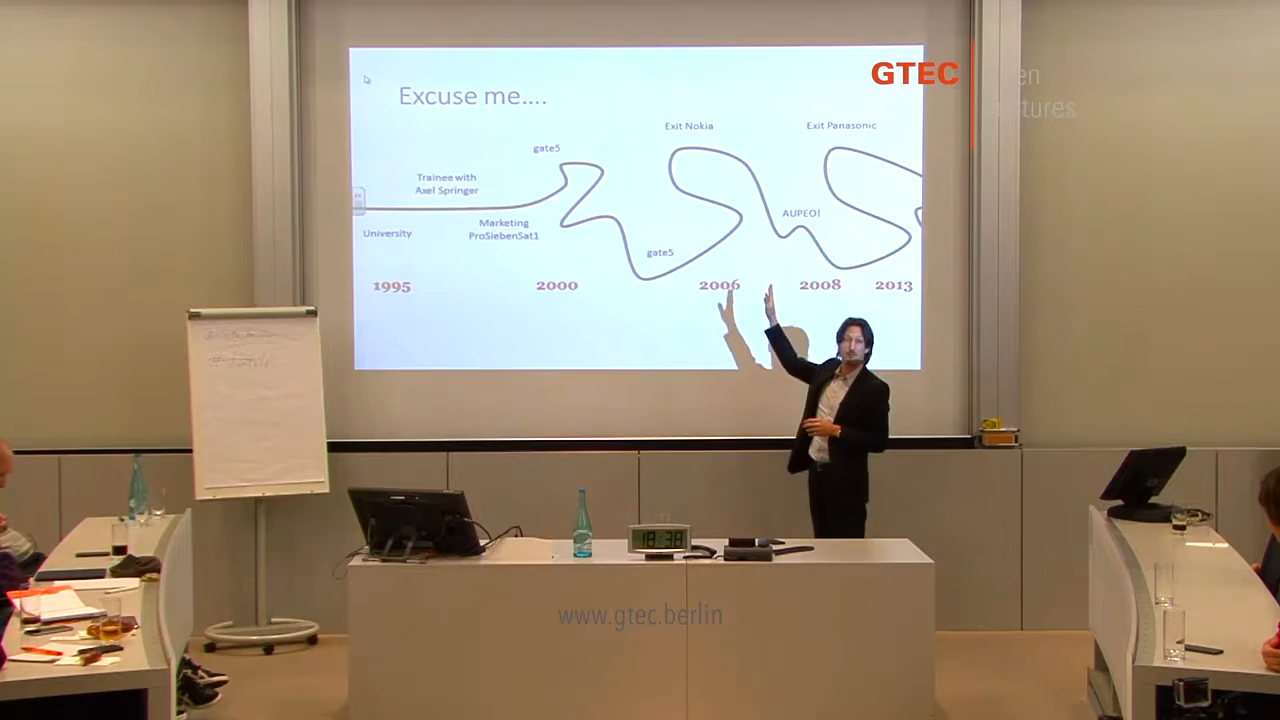 GTEC
Excuse me....
Exit Nokia
Exit Panasonic
gate5
Trainee with
Axel Springer
AUPEO!
University
Marketing
ProSiebenSat1
gate5
1995
2000
2006
2008
2013
18:38
www.gtec.berlin